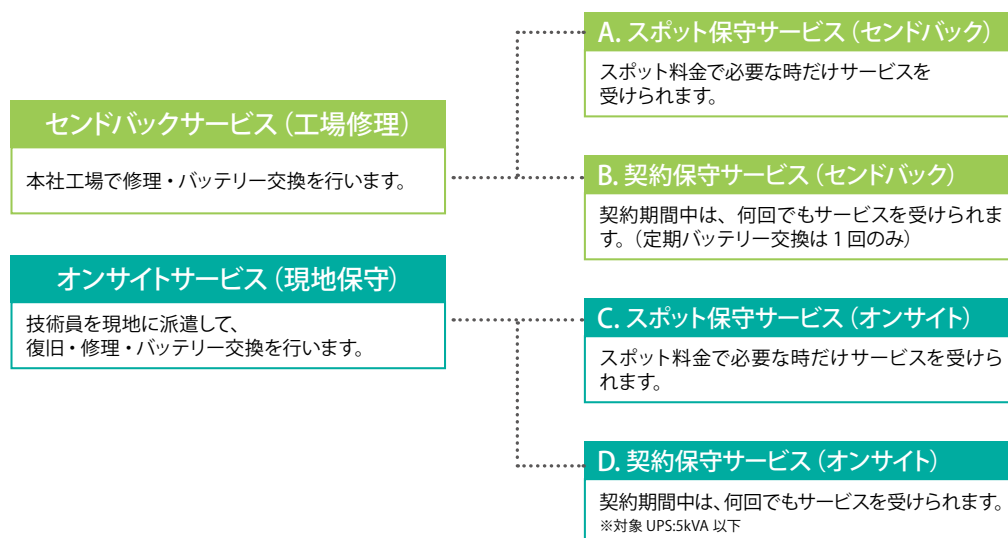 センドバックサービス（工場修理）
本社工場で修理・バッテリー交換を行います。
A. スポット保守サービス（センドバック）
スポット料金で必要な時だけサービスを
受けられます。
B. 契約保守サービス（センドバック）
契約期間中は、何回でもサービスを受けられま
す。（定期バッテリー交換は 1 回のみ）
オンサイトサービス（現地保守）
技術員を現地に派遣して、
復旧・修理・バッテリー交換を行います。
C. スポット保守サービス（オンサイト）
スポット料金で必要な時だけサービスを受けら
れます。
D. 契約保守サービス（オンサイト）
契約期間中は、何回でもサービスを受けられます。
※対象 UPS:5kVA 以下